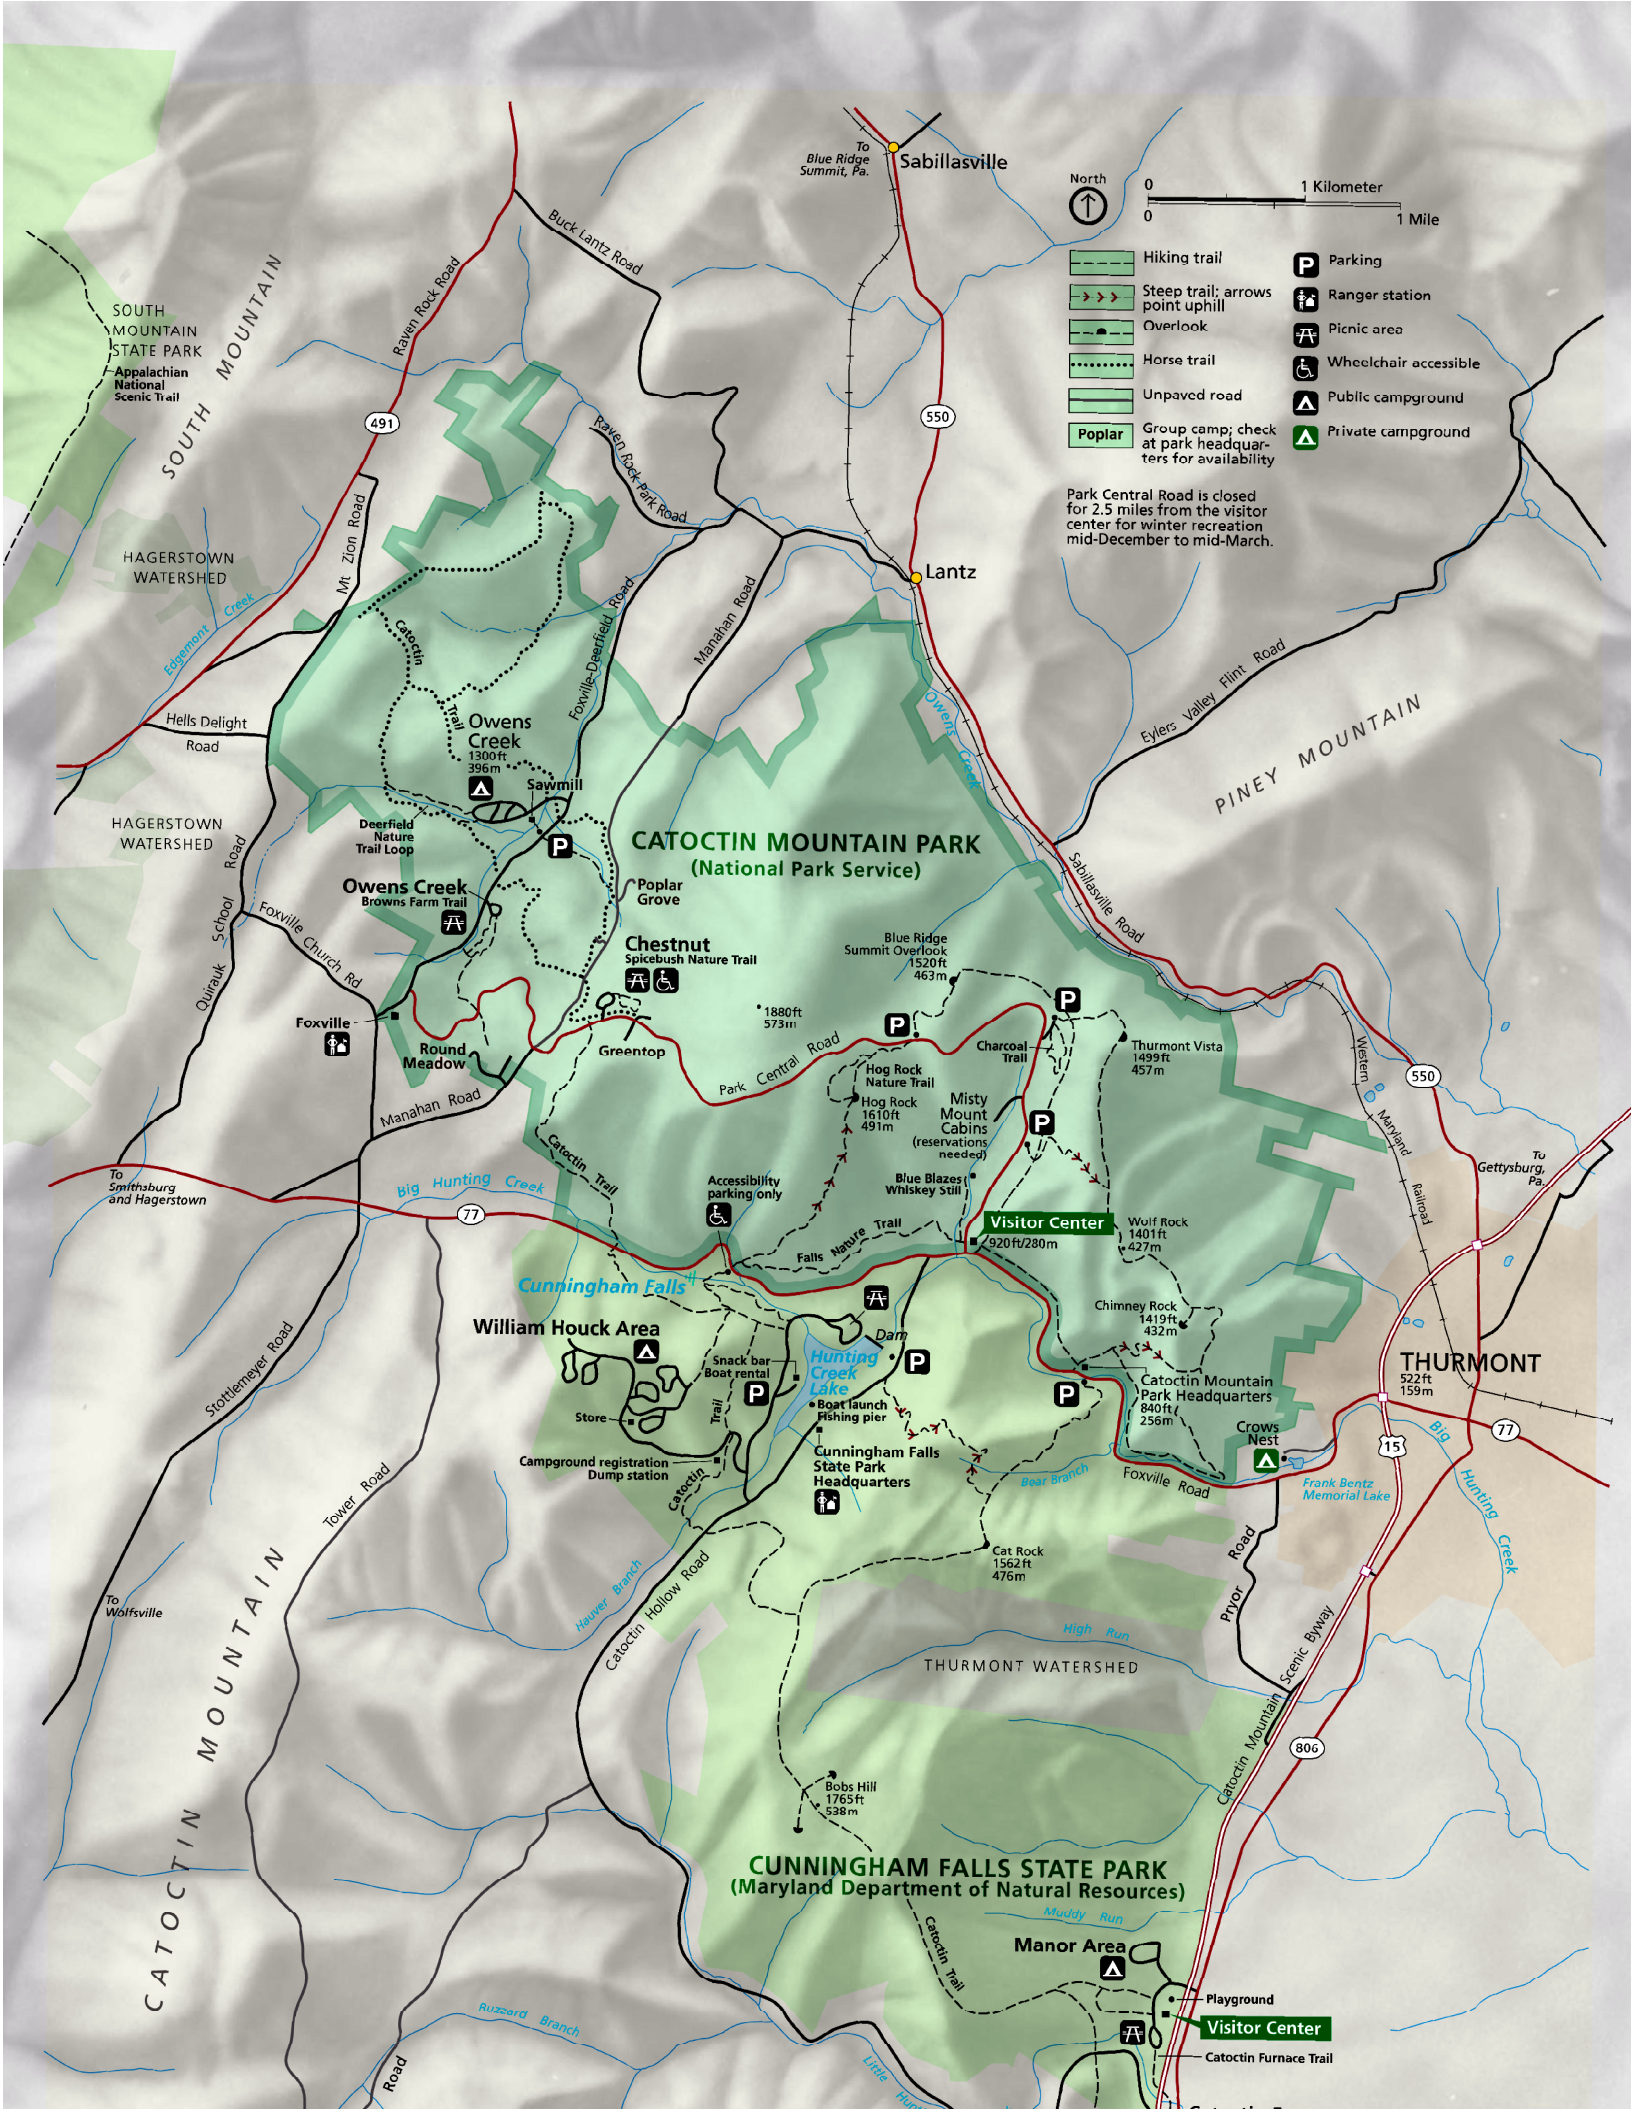 To
Blue Ridge
Summit, Pa.
Sabillasville
North
0
1 Kilometer
0
1 Mile
Hiking trail
Steep trail; arrows
point uphill
Overlook
Horse trail
Unpaved road
Poplar
Group camp; check
at park headquar-
ters for availability
P
Parking
Ranger station
Picnic area
Wheelchair accessible
Public campground
Private campground
Park Central Road is closed
for 2.5 miles from the visitor
center for winter recreation
mid-December to mid-March.
Buck Lantz Road
Raven Rock Road
SOUTH MOUNTAIN
SOUTH
MOUNTAIN
STATE PARK
Appalachian
National
Scenic Trail
491
550
Raven Rock Park Road
Mt Zion Road
HAGERSTOWN
WATERSHED
Edgemont Creek
Lantz
Manahan Road
Foxville-Deerfield Road
Catoctin
Trail
Hells Delight
Road
Owens
Creek
1300ft
396m
Sawmill
Owens Creek
Eylers Valley Flint Road
PINEY MOUNTAIN
HAGERSTOWN
WATERSHED
Deerfield
Nature
Trail Loop
P
CATOCTIN MOUNTAIN PARK
(National Park Service)
Sabillasville Road
Owens Creek
Browns Farm Trail
Poplar
Grove
Quirauk School Road
Foxville Church Rd
Chestnut
Spicebush Nature Trail
Blue Ridge
Summit Overlook
1520ft
463m
1880ft
573m
P
P
Foxville
Round
Meadow
Greentop
Park Central Road
Charcoal
Trail
Thurmont Vista
1499ft
457m
Hog Rock
Nature Trail
Hog Rock
1610ft
491m
Misty
Mount
Cabins
(reservations
needed)
P
Western Maryland Railroad
550
Manahan Road
Catoctin Trail
To
Gettysburg,
Pa.
To
Smithsburg
and Hagerstown
Big Hunting Creek
77
Accessibility
parking only
Blue Blazes
Whiskey Still
Falls Nature Trail
Visitor Center
920ft/280m
Wolf Rock
1401ft
427m
Cunningham Falls
William Houck Area
Chimney Rock
1419ft
432m
Dam
Hunting
Creek
Lake
P
Snack bar
Boat rental
P
Boat launch
Fishing pier
Trail
Store
Catoctin Mountain
Park Headquarters
840ft
256m
P
THURMONT
522ft
159m
Crows
Nest
15
77
Big Hunting Creek
Stottlemeyer Road
Campground registration
Dump station
Catoctin
Cunningham Falls
State Park
Headquarters
Bear Branch
Foxville Road
Frank Bentz
Memorial Lake
Tower Road
Cat Rock
1562ft
476m
Pryor Road
Hauver Branch
Catoctin Hollow Road
To
Wolfsville
High Run
THURMONT WATERSHED
CATOCTIN MOUNTAIN
Catoctin Mountain Scenic Byway
806
Bobs Hill
1765ft
538m
CUNNINGHAM FALLS STATE PARK
(Maryland Department of Natural Resources)
Muddy Run
Catoctin Trail
Manor Area
Playground
Visitor Center
Catoctin Furnace Trail
Buzzard Branch
Road
Little